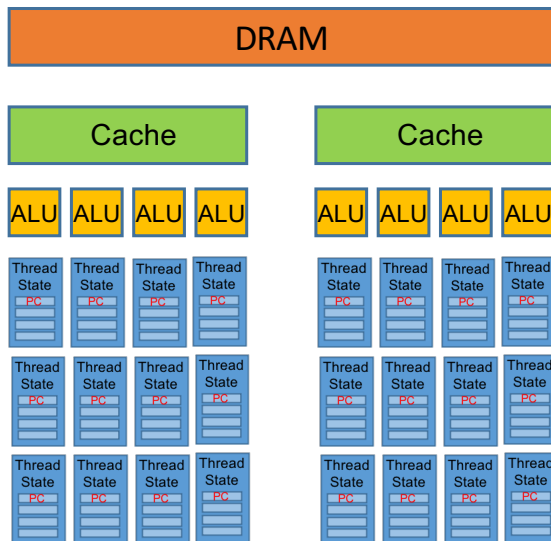 DRAM
Cache Cache
ALU ALU ALU ALU ALU ALU ALU ALU
Thread Thread Thread Thread Thread Thread Thread Thread
State State State State State State State State
PC PC PC PC PC PC PC PC
Thread Thread Thread Thread Thread Thread Thread Thread
State State State State State State State State
PC PC PC PC PC PC PC PC
Thread Thread Thread Thread Thread Thread Thread Thread
State State State State State State State State
PC PC PC PC PC PC PC PC